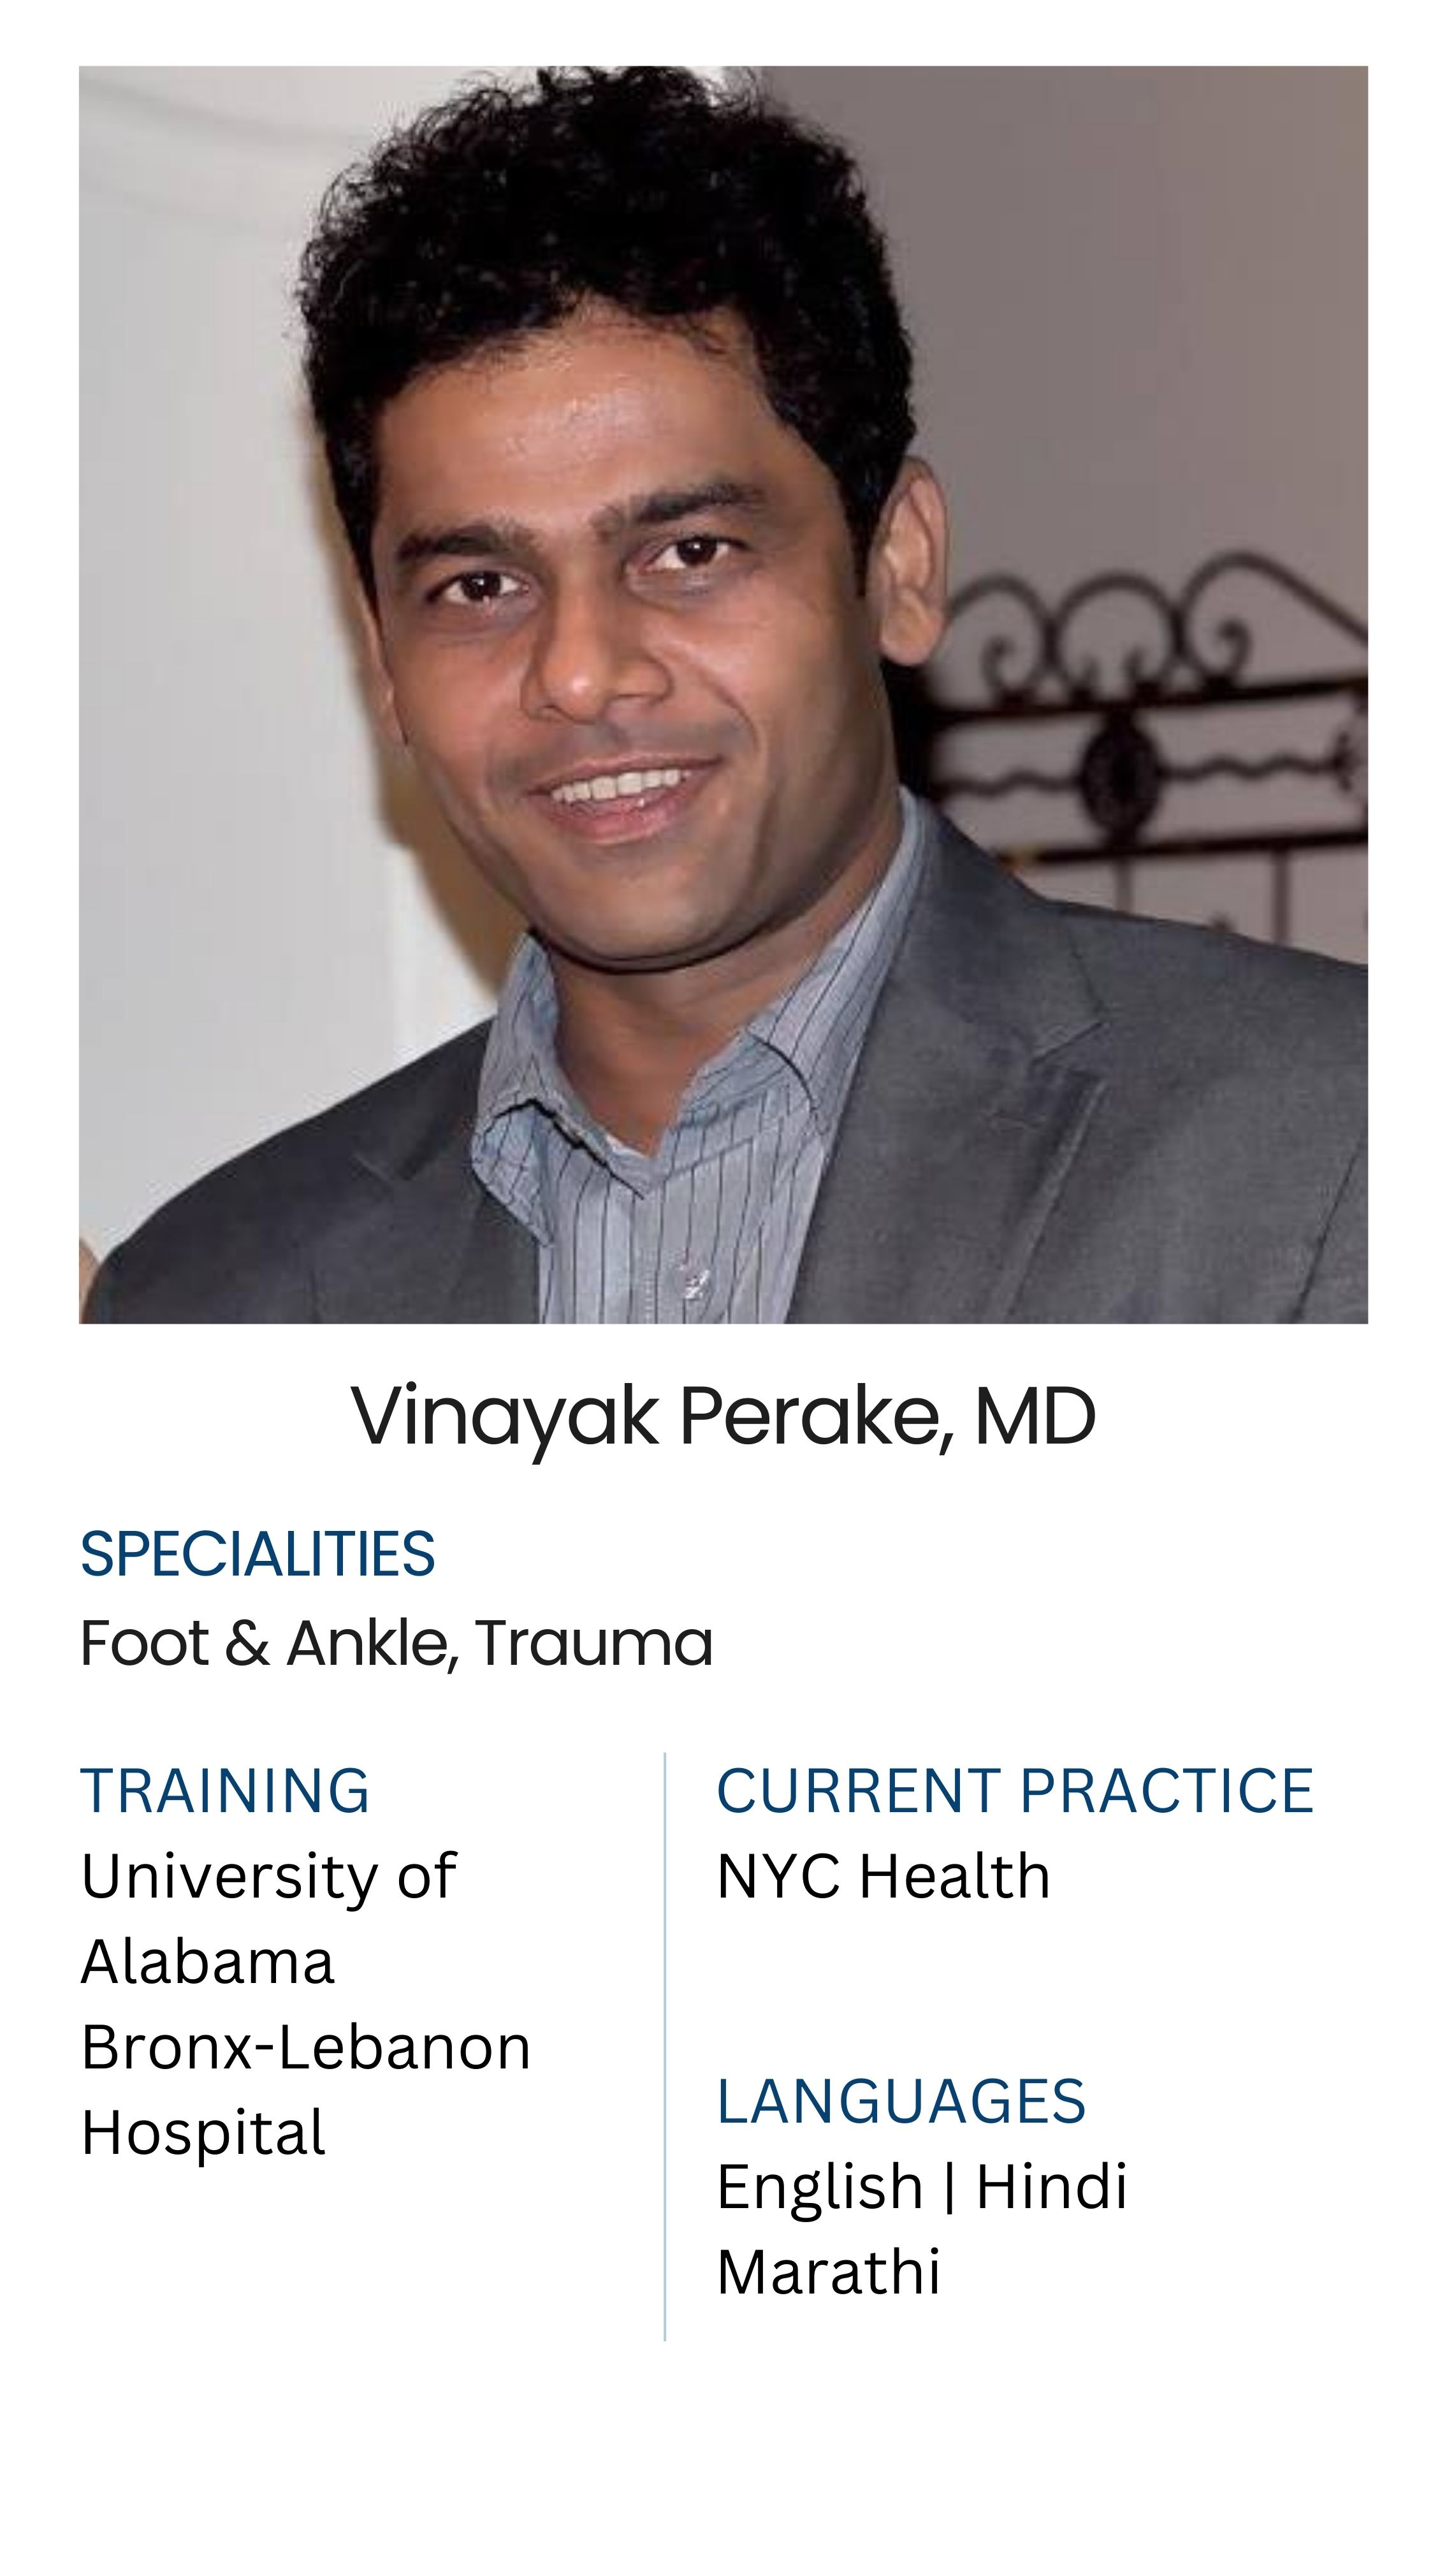 Vinayak Perake, MD
SPECIALITIES
Foot & Ankle, Trauma
TRAINING
University of
Alabama
Bronx-Lebanon
Hospital
CURRENT PRACTICE
NYC Health
LANGUAGES
English | Hindi
Marathi